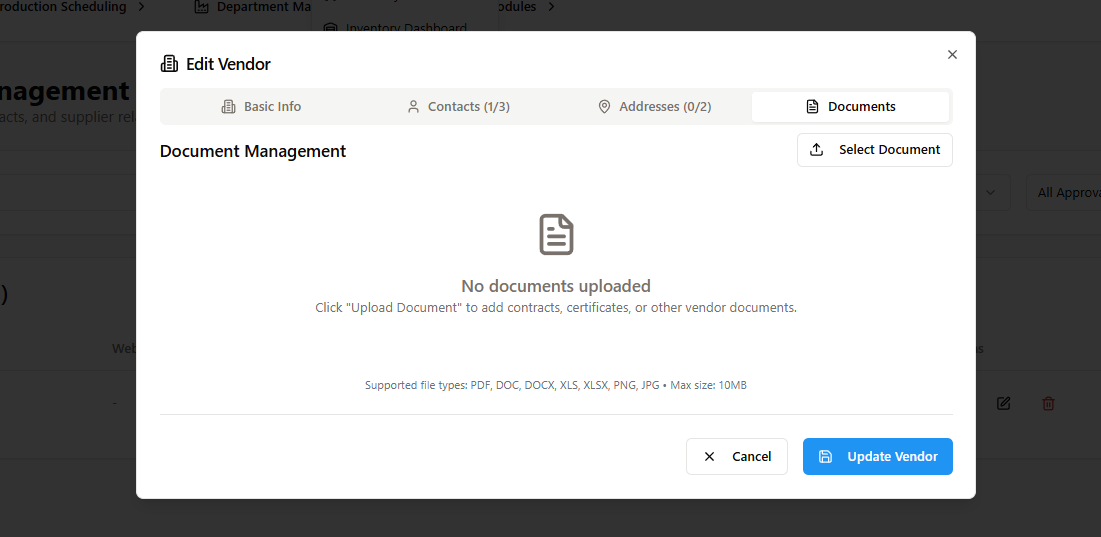 roduction Scheduling
Department Ma
odules
Inventory Dashboard
Edit Vendor
nagement
acts, and supplier rel
Basic Info
Contacts (1/3)
Addresses (0/2)
Documents
Document Management
Select Document
All Approva
No documents uploaded
Click "Upload Document" to add contracts, certificates, or other vendor documents.
)
Web
s
-
Supported file types: PDF, DOC, DOCX, XLS, XLSX, PNG, JPG • Max size: 10MB
Cancel
Update Vendor